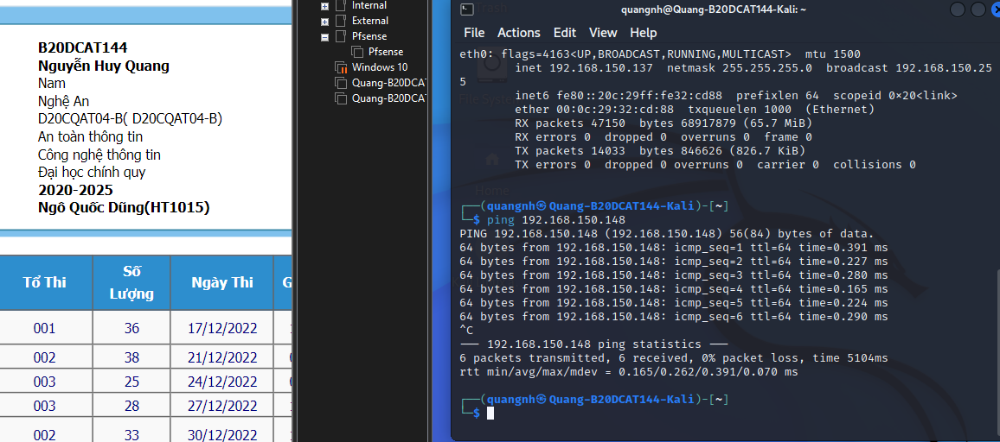 B20DCAT144
Nguyễn Huy Quang
Nam
Nghệ An
D20CQAT04-B( D20CQAT04-B)
An toàn thông tin
Công nghệ thông tin
Đại học chính quy
2020-2025
Ngô Quốc Dũng(HT1015)
Tổ Thi
Số
Lượng
Ngày Thi
G
001 36 17/12/2022
002 38 21/12/2022
003 25 24/12/2022
003 28 27/12/2022
002 33 30/12/2022
Internal
External
Pfsense
Pfsense
Windows 10
Quang-B20DCAT
Quang-B20DCAT
quangnh@Quang-B20DCAT144-Kali: ~
File Actions Edit View Help
eth0: flags=4163<UP,BROADCAST,RUNNING,MULTICAST>  mtu 1500
inet 192.168.150.137  netmask 255.255.255.0  broadcast 192.168.150.25
5
inet6 fe80::20c:29ff:fe32:cd88  prefixlen 64  scopeid 0×20<link>
ether 00:0c:29:32:cd:88  txqueuelen 1000  (Ethernet)
RX packets 47150  bytes 68917879 (65.7 MiB)
RX errors 0  dropped 0  overruns 0  frame 0
TX packets 14033  bytes 846626 (826.7 KiB)
TX errors 0  dropped 0 overruns 0  carrier 0  collisions 0
Home
┌──(quangnh㉿Quang-B20DCAT144-Kali)-[~]
└─$ ping 192.168.150.148
PING 192.168.150.148 (192.168.150.148) 56(84) bytes of data.
64 bytes from 192.168.150.148: icmp_seq=1 ttl=64 time=0.391 ms
64 bytes from 192.168.150.148: icmp_seq=2 ttl=64 time=0.227 ms
64 bytes from 192.168.150.148: icmp_seq=3 ttl=64 time=0.280 ms
64 bytes from 192.168.150.148: icmp_seq=4 ttl=64 time=0.165 ms
64 bytes from 192.168.150.148: icmp_seq=5 ttl=64 time=0.224 ms
64 bytes from 192.168.150.148: icmp_seq=6 ttl=64 time=0.290 ms
^C
─── 192.168.150.148 ping statistics ───
6 packets transmitted, 6 received, 0% packet loss, time 5104ms
rtt min/avg/max/mdev = 0.165/0.262/0.391/0.070 ms
┌──(quangnh㉿Quang-B20DCAT144-Kali)-[~]
└─$